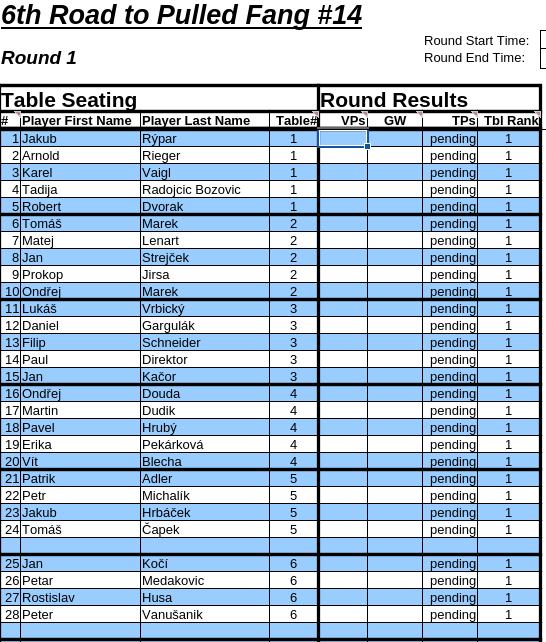 6th Road to Pulled Fang #14
Round Start Time:
Round 1
Round End Time:
Table Seating Round Results
# Player First Name Player Last Name Table# VPs GW TPs Tbl Rank
1 Jakub Rýpar 1 pending 1
2 Arnold Rieger 1 pending 1
3 Karel Vaigl 1 pending 1
4 Tadija Radojcic Bozovic 1 pending 1
5 Robert Dvorak 1 pending 1
6 Tomáš Marek 2 pending 1
7 Matej Lenart 2 pending 1
8 Jan Strejček 2 pending 1
9 Prokop Jirsa 2 pending 1
10 Ondřej Marek 2 pending 1
11 Lukáš Vrbický 3 pending 1
12 Daniel Gargulák 3 pending 1
13 Filip Schneider 3 pending 1
14 Paul Direktor 3 pending 1
15 Jan Kačor 3 pending 1
16 Ondřej Douda 4 pending 1
17 Martin Dudik 4 pending 1
18 Pavel Hrubý 4 pending 1
19 Erika Pekárková 4 pending 1
20 Vít Blecha 4 pending 1
21 Patrik Adler 5 pending 1
22 Petr Michalík 5 pending 1
23 Jakub Hrbáček 5 pending 1
24 Tomáš Čapek 5 pending 1
25 Jan Kočí 6 pending 1
26 Petar Medakovic 6 pending 1
27 Rostislav Husa 6 pending 1
28 Peter Vanušanik 6 pending 1